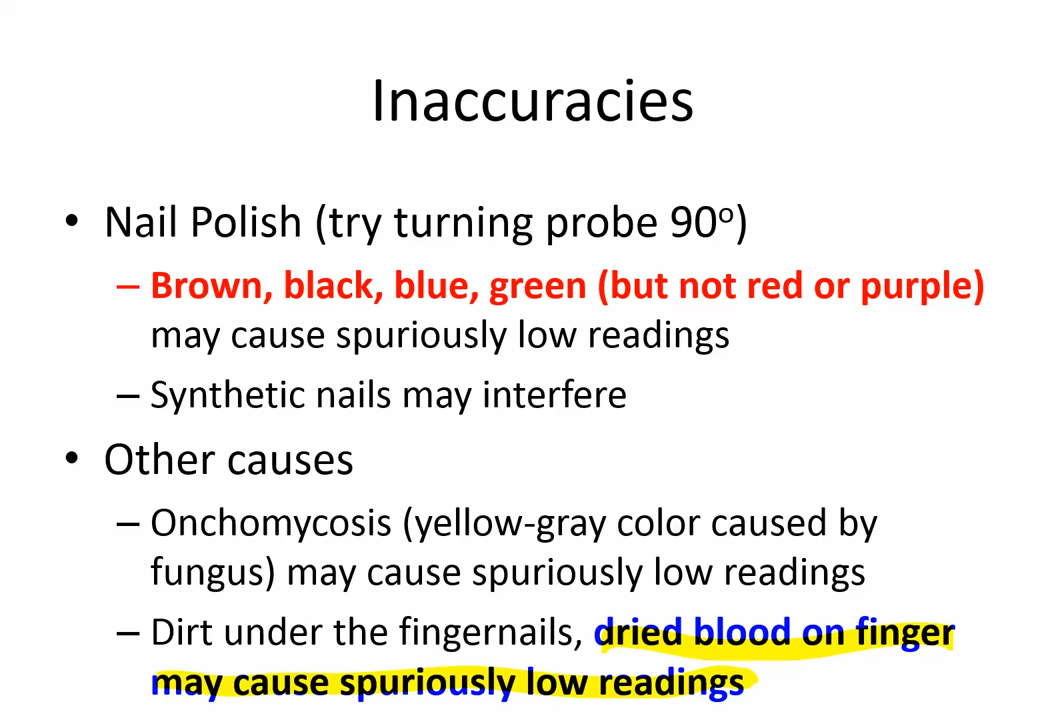 Inaccuracies
• Nail Polish (try turning probe 90º)
– Brown, black, blue, green (but not red or purple)
may cause spuriously low readings
– Synthetic nails may interfere
• Other causes
– Onchomycosis (yellow-gray color caused by
fungus) may cause spuriously low readings
– Dirt under the fingernails, dried blood on finger
may cause spuriously low readings